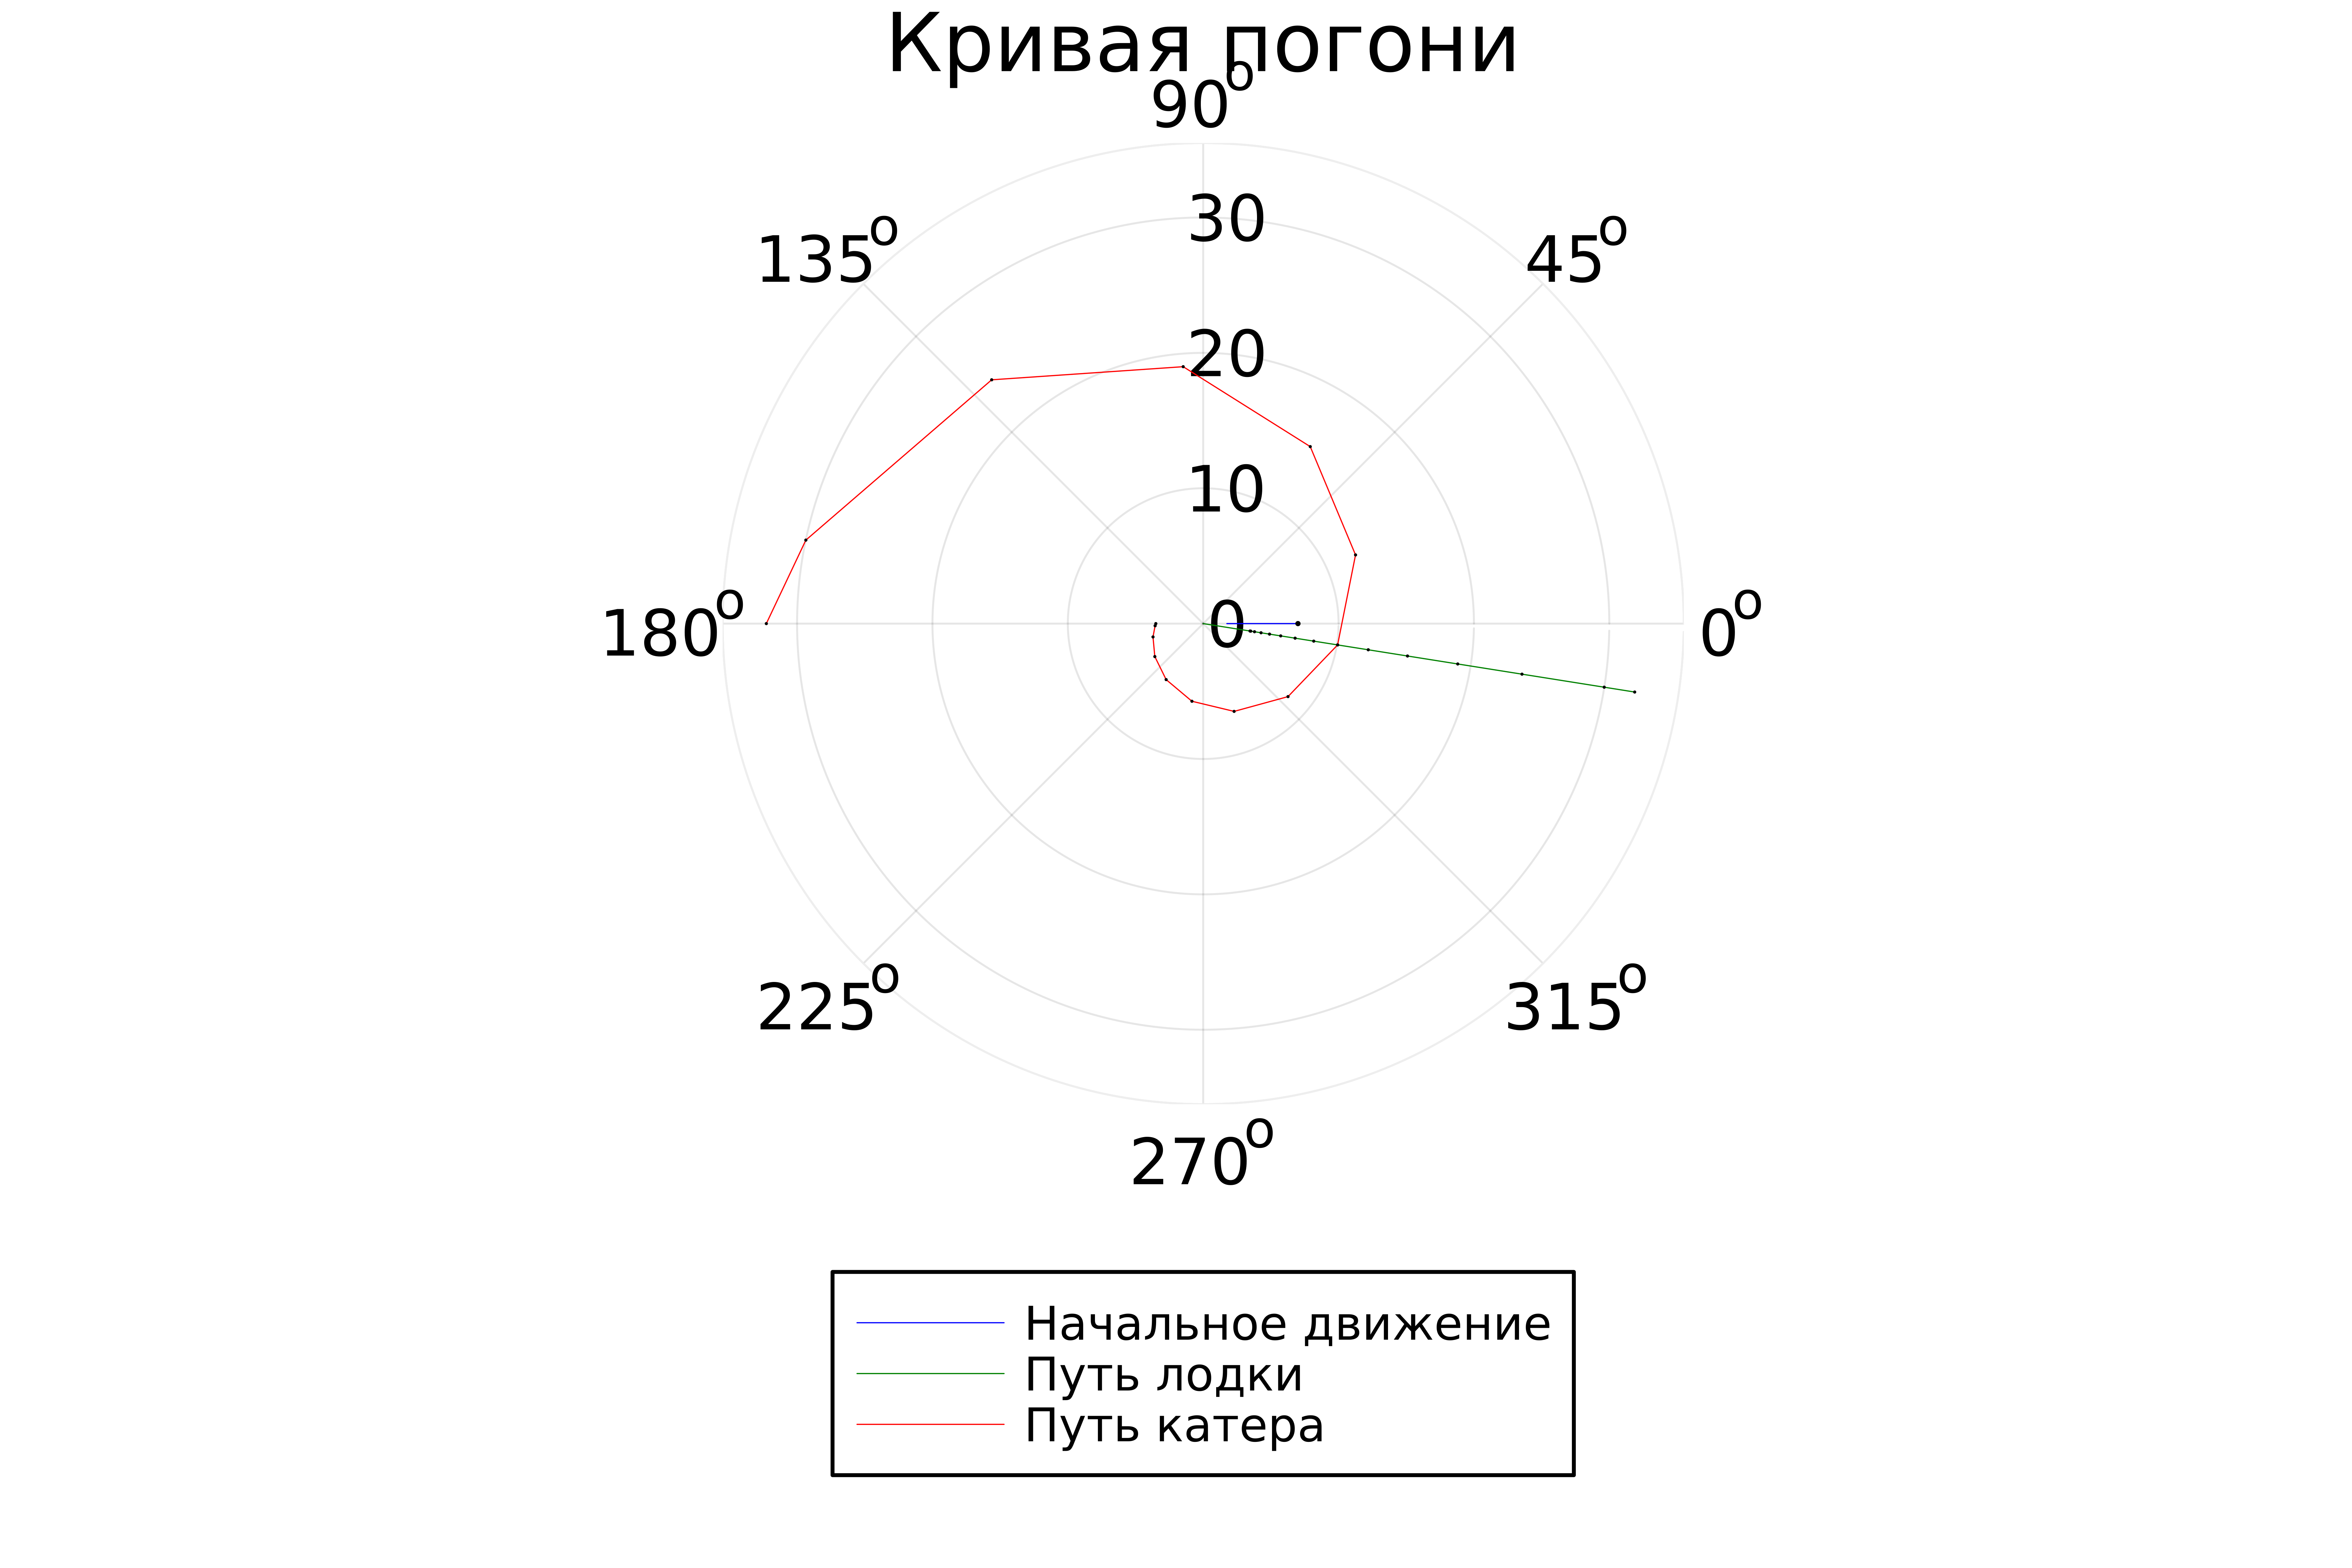 Кривая погони
90°
30
135° 45°
20
10
180° 0 0°
225° 315°
270°
Начальное движение
Путь лодки
Путь катера